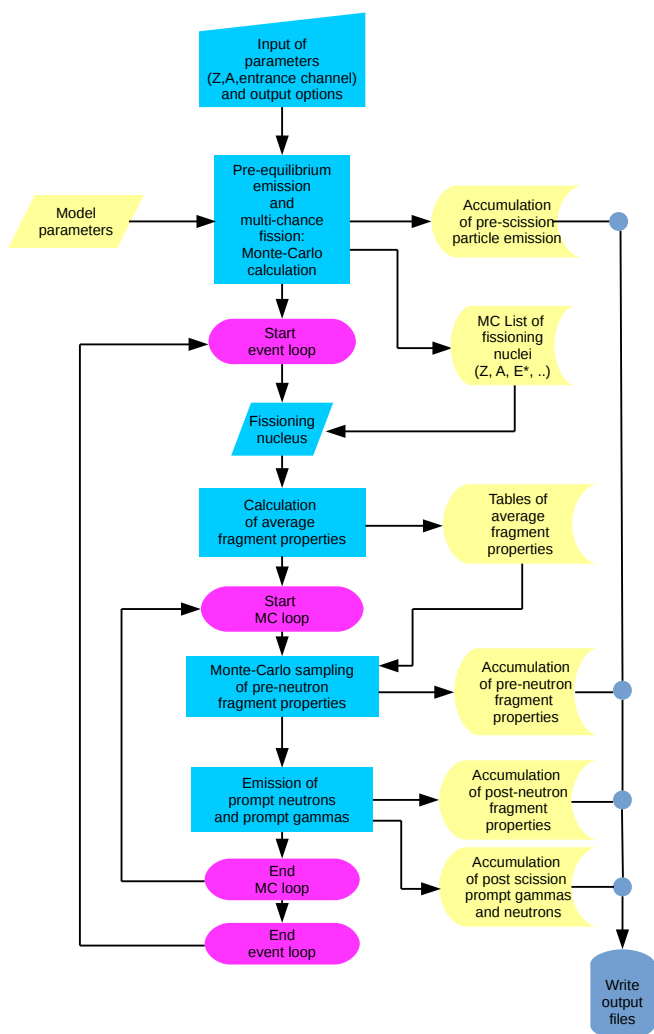 Input of
parameters
(Z,A,entrance channel)
and output options
Pre-equilibrium
emission
and
multi-chance
fission:
Monte-Carlo
calculation
Model
parameters
Accumulation
of pre-scission
particle emission
Start
event loop
MC List of
fissioning
nuclei
(Z, A, E*, ..)
Fissioning
nucleus
Calculation
of average
fragment properties
Tables of
average
fragment
properties
Start
MC loop
Monte-Carlo sampling
of pre-neutron
fragment properties
Accumulation
of pre-neutron
fragment
properties
Emission of
prompt neutrons
and prompt gammas
Accumulation
of post-neutron
fragment
properties
End
MC loop
Accumulation
of post scission
prompt gammas
and neutrons
End
event loop
Write
output
files